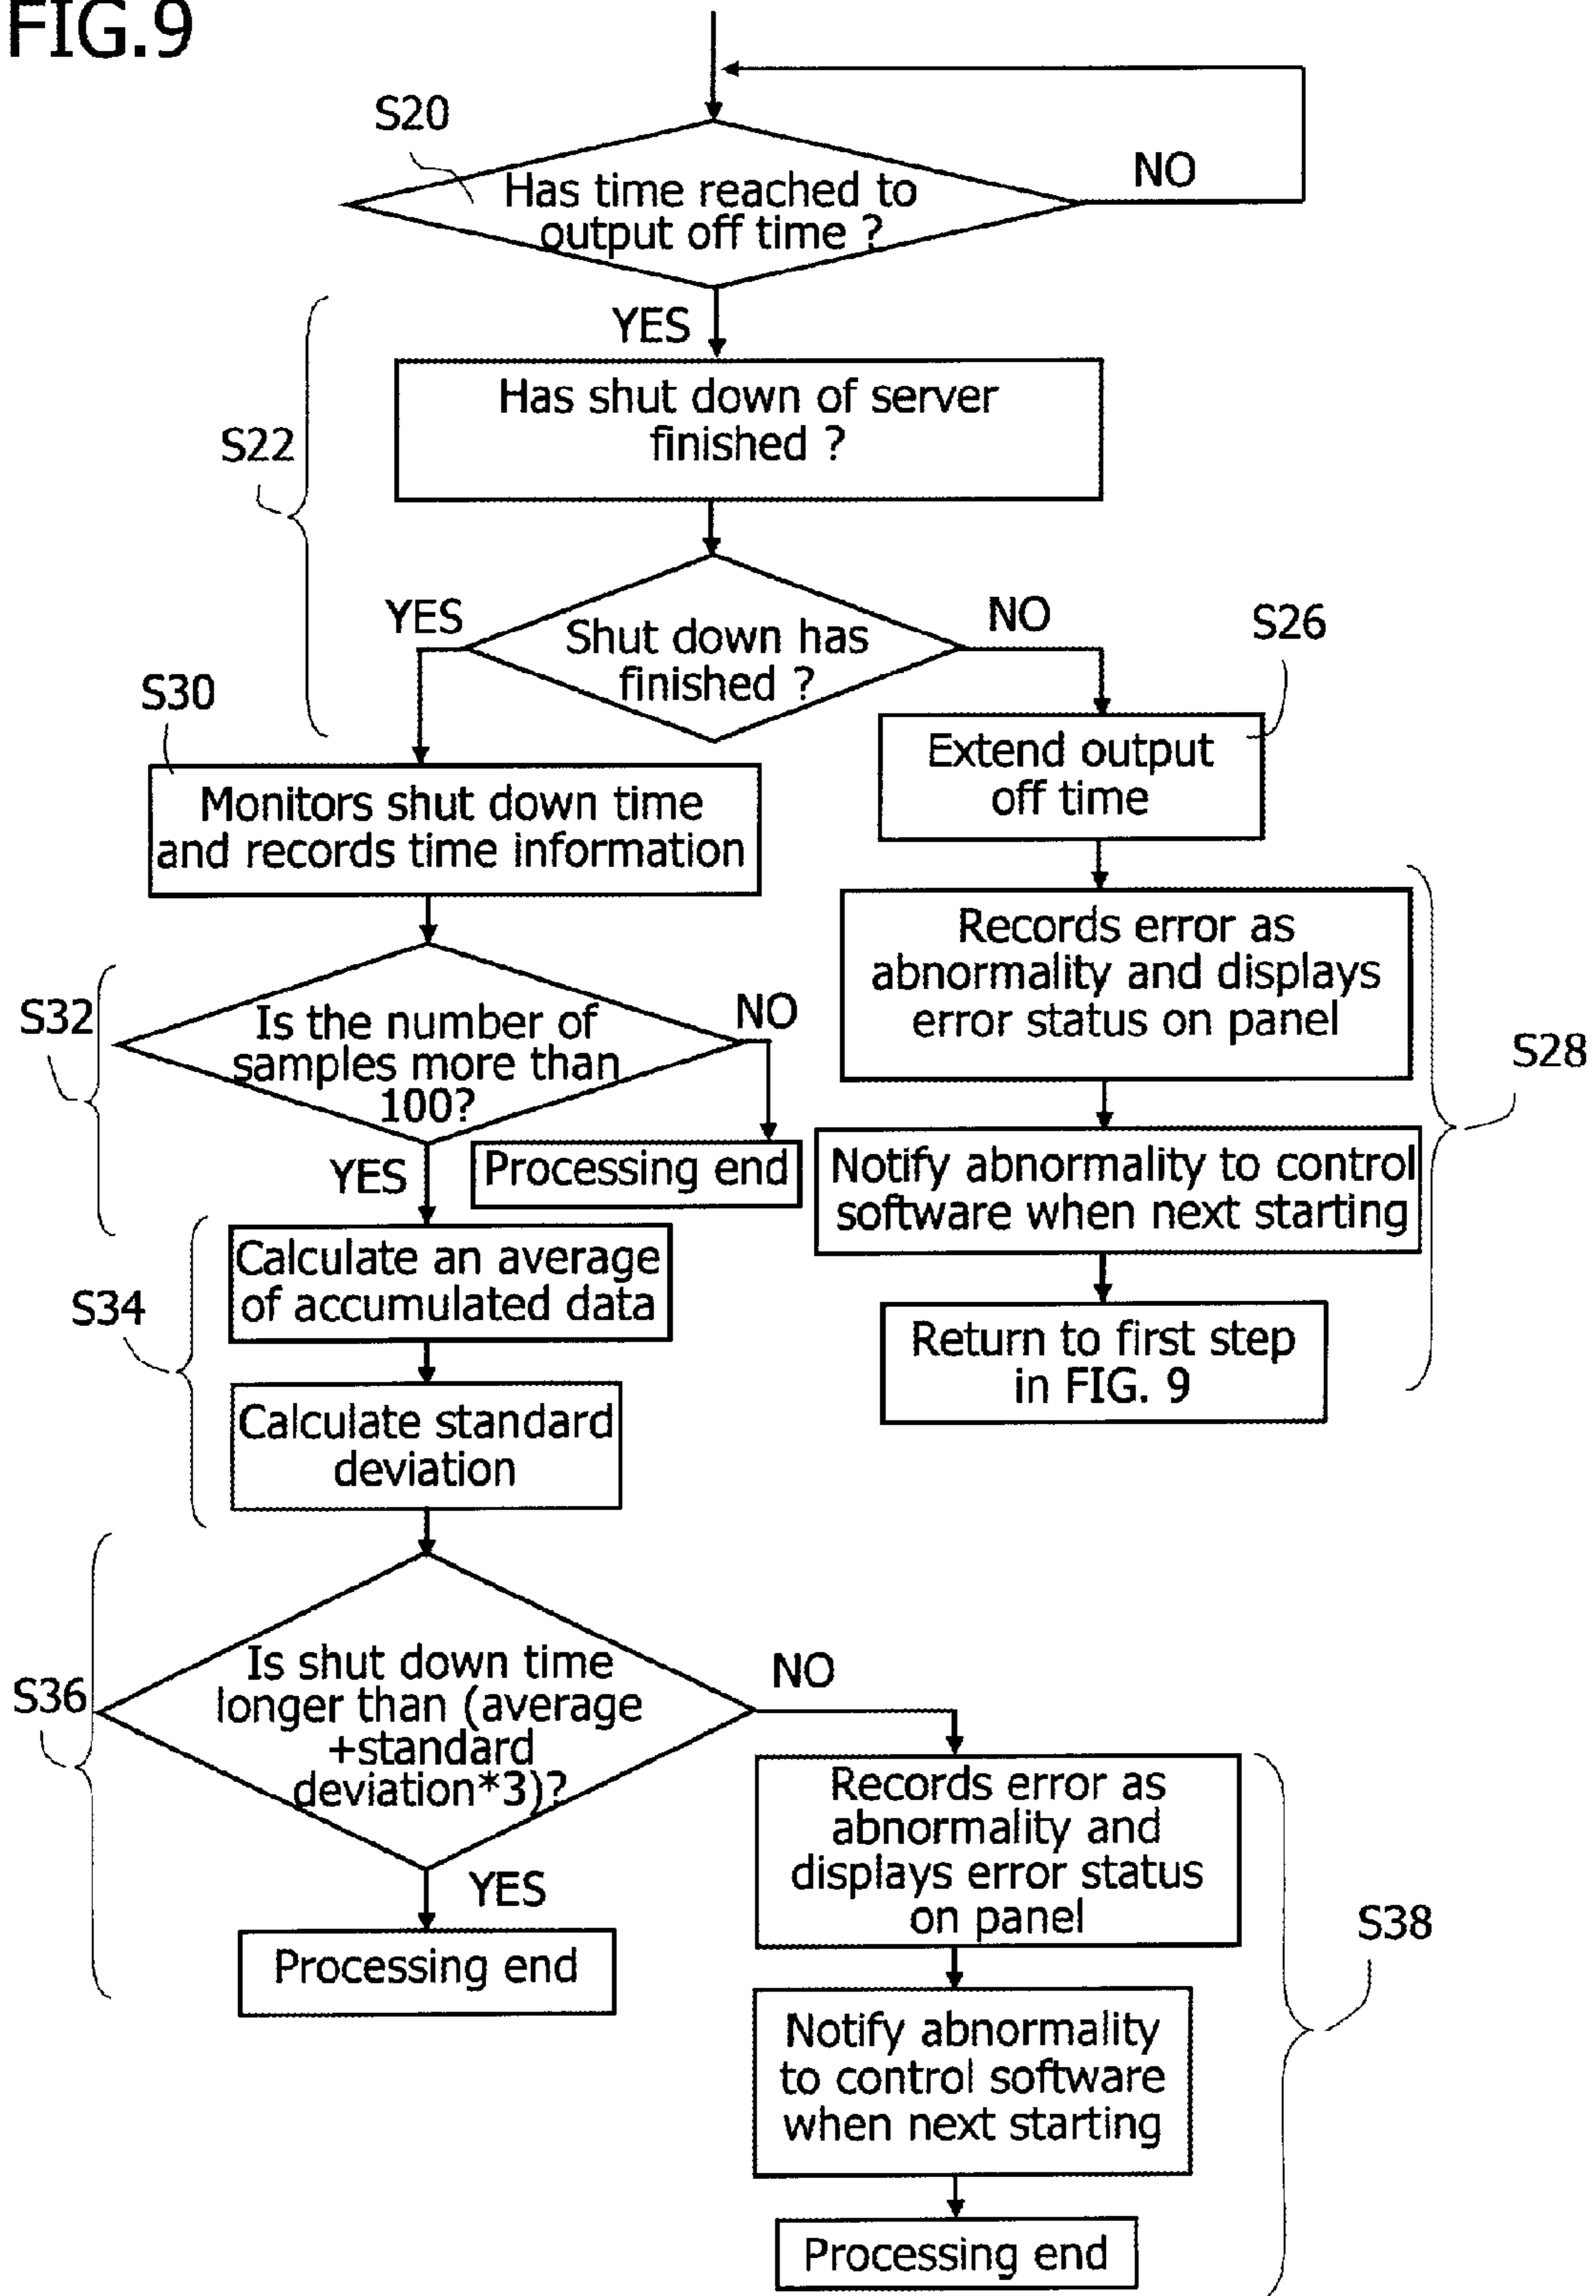 FIG.9
S20
Has time reached to
output off time ?
NO
YES
S22
Has shut down of server
finished ?
YES
Shut down has
finished ?
NO
S26
S30
Extend output
off time
Monitors shut down time
and records time information
Records error as
abnormality and displays
error status on panel
S28
S32
Is the number of
samples more than
100?
NO
YES
Processing end
Notify abnormality to control
software when next starting
S34
Calculate an average
of accumulated data
Return to first step
in FIG. 9
Calculate standard
deviation
S36
Is shut down time
longer than (average
+standard
deviation*3)?
NO
YES
Processing end
Records error as
abnormality and
displays error status
on panel
S38
Notify abnormality
to control software
when next starting
Processing end